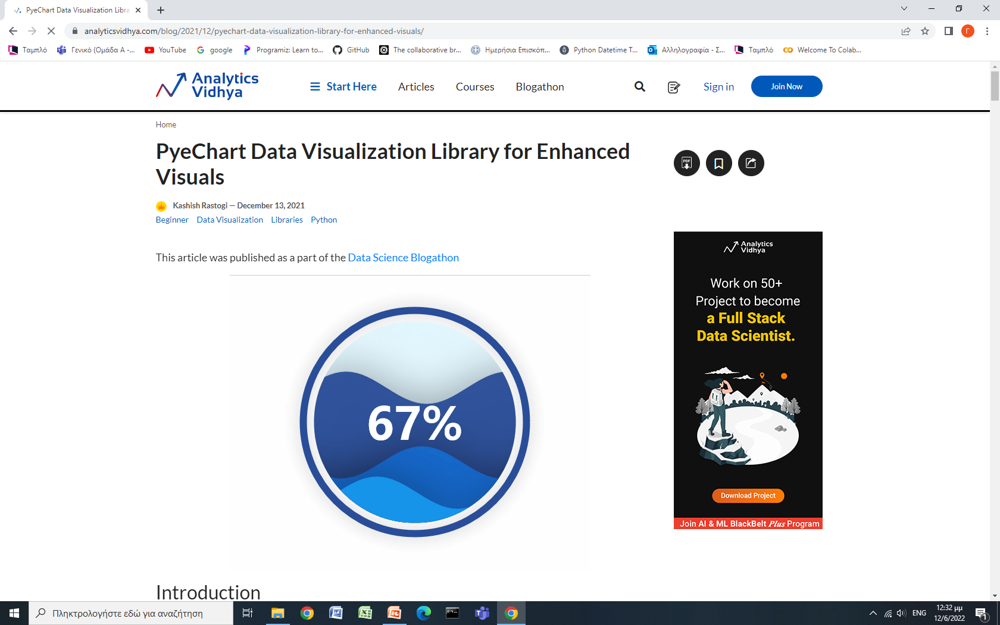 PyeChart Data Visualization Libra
analyticsvidhya.com/blog/2021/12/pyechart-data-visualization-library-for-enhanced-visuals/
Γ
Ταμπλό Γενικό (Ομάδα Α -... YouTube google Programiz: Learn to... GitHub The collaborative br... Ημερήσια Επισκόπ... Python Datetime T... Αλληλογραφία - Σ... Ταμπλό Welcome To Colab...
Analytics
Vidhya
Start Here Articles Courses Blogathon Sign in Join Now
Home
PyeChart Data Visualization Library for Enhanced
Visuals
PDF
Kashish Rastogi — December 13, 2021
Beginner Data Visualization Libraries Python
This article was published as a part of the Data Science Blogathon
67%
Analytics
Vidhya
Work on 50+
Project to become
a Full Stack
Data Scientist.
Download Project
Join AI & ML BlackBelt Plus Program
Introduction
Πληκτρολογήστε εδώ για αναζήτηση
ENG
12:32 μμ
12/6/2022
1